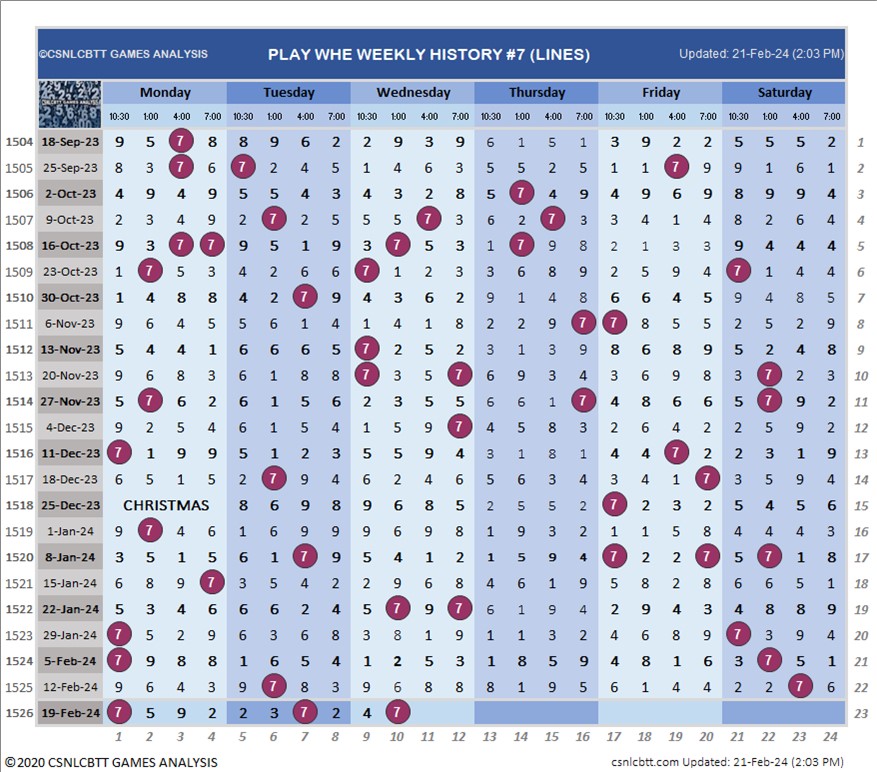 ©CSNLCBTT GAMES ANALYSIS PLAY WHE WEEKLY HISTORY #7 (LINES) Updated: 21-Feb-24 (2:03 PM)
Monday Tuesday Wednesday Thursday Friday Saturday
10:30 1:00 4:00 7:00 10:30 1:00 4:00 7:00 10:30 1:00 4:00 7:00 10:30 1:00 4:00 7:00 10:30 1:00 4:00 7:00 10:30 1:00 4:00 7:00
1504 18-Sep-23 9 5 7 8 8 9 6 2 2 9 3 9 6 1 5 1 3 9 2 2 5 5 5 2 1
1505 25-Sep-23 8 3 7 6 7 2 4 5 1 4 6 3 5 5 2 5 1 1 7 9 9 1 6 1 2
1506 2-Oct-23 4 9 4 9 5 5 4 3 4 3 2 8 5 7 4 9 4 9 6 9 8 9 9 4 3
1507 9-Oct-23 2 3 4 9 6 7 2 5 5 5 7 3 6 2 7 3 3 4 1 4 8 2 6 4 4
1508 16-Oct-23 9 3 7 7 9 5 1 9 3 7 5 3 1 7 9 8 2 1 3 3 9 4 4 4 5
1509 23-Oct-23 1 7 5 3 4 2 6 6 7 1 2 3 3 6 8 9 2 5 9 4 7 1 4 4 6
1510 30-Oct-23 1 4 8 8 4 2 7 9 4 3 6 2 9 1 4 8 6 6 4 5 9 4 8 5 7
1511 6-Nov-23 9 6 4 5 5 6 1 4 1 4 1 8 2 2 9 7 7 8 5 5 2 5 2 9 8
1512 13-Nov-23 5 4 4 1 6 6 6 5 7 2 5 2 3 1 3 9 8 6 8 9 5 2 4 8 9
1513 20-Nov-23 9 6 8 3 6 1 8 8 7 3 5 7 6 9 3 4 3 6 9 8 3 7 2 3 10
1514 27-Nov-23 5 7 6 2 6 1 5 6 2 3 5 5 6 6 1 7 4 8 6 6 5 7 9 2 11
1515 4-Dec-23 9 2 5 4 6 1 5 4 1 5 9 7 4 5 8 3 2 6 4 2 2 5 9 2 12
1516 11-Dec-23 7 1 9 9 5 1 2 3 5 5 9 4 3 1 8 1 4 4 7 2 2 3 1 9 13
1517 18-Dec-23 6 5 1 5 2 7 9 4 6 2 4 6 5 6 3 4 3 4 1 7 3 5 9 4 14
1518 25-Dec-23 CHRISTMAS 8 6 9 8 9 6 8 5 2 5 5 2 7 2 3 2 5 4 5 6 15
1519 1-Jan-24 9 7 4 6 1 6 9 9 9 6 9 8 1 9 3 2 1 1 5 8 4 4 4 3 16
1520 8-Jan-24 3 5 1 5 6 1 7 9 5 4 1 2 1 5 9 4 7 2 2 7 5 7 1 8 17
1521 15-Jan-24 6 8 9 7 3 5 4 2 2 9 6 8 4 6 1 9 5 8 2 8 6 6 5 1 18
1522 22-Jan-24 5 3 4 6 6 6 2 4 5 7 9 7 6 1 9 4 2 9 4 3 4 8 8 9 19
1523 29-Jan-24 7 5 2 9 6 3 6 8 3 8 1 9 1 1 3 2 4 6 8 9 7 3 9 4 20
1524 5-Feb-24 7 9 8 8 1 6 5 4 1 2 5 3 1 8 5 9 4 8 1 6 3 7 5 1 21
1525 12-Feb-24 9 6 4 3 9 7 8 3 9 6 8 8 8 1 9 5 6 1 4 4 2 2 7 6 22
1526 19-Feb-24 7 5 9 2 2 3 7 2 4 7 23
1 2 3 4 5 6 7 8 9 10 11 12 13 14 15 16 17 18 19 20 21 22 23 24
©2020 CSNLCBTT GAMES ANALYSIS csnlcbtt.com Updated: 21-Feb-24 (2:03 PM)